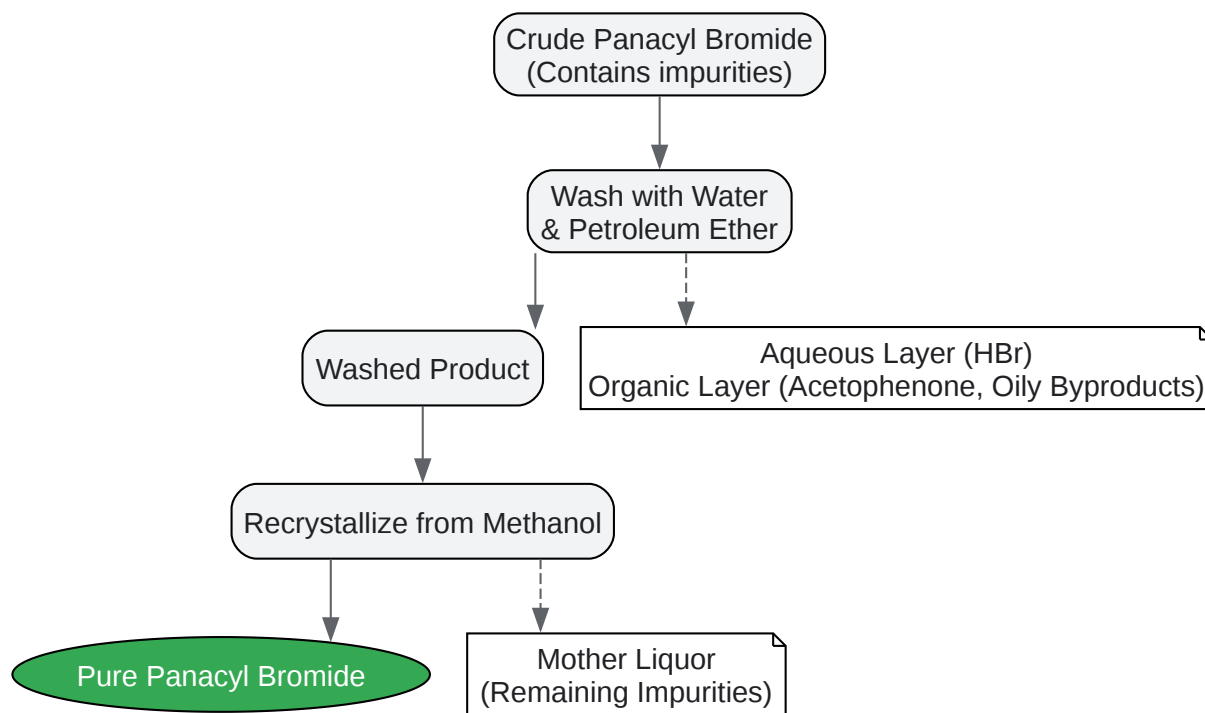 Crude Panacyl Bromide
(Contains impurities)
Wash with Water
& Petroleum Ether
Washed Product
Aqueous Layer (HBr)
Organic Layer (Acetophenone, Oily Byproducts)
Recrystallize from Methanol
Pure Panacyl Bromide
Mother Liquor
(Remaining Impurities)